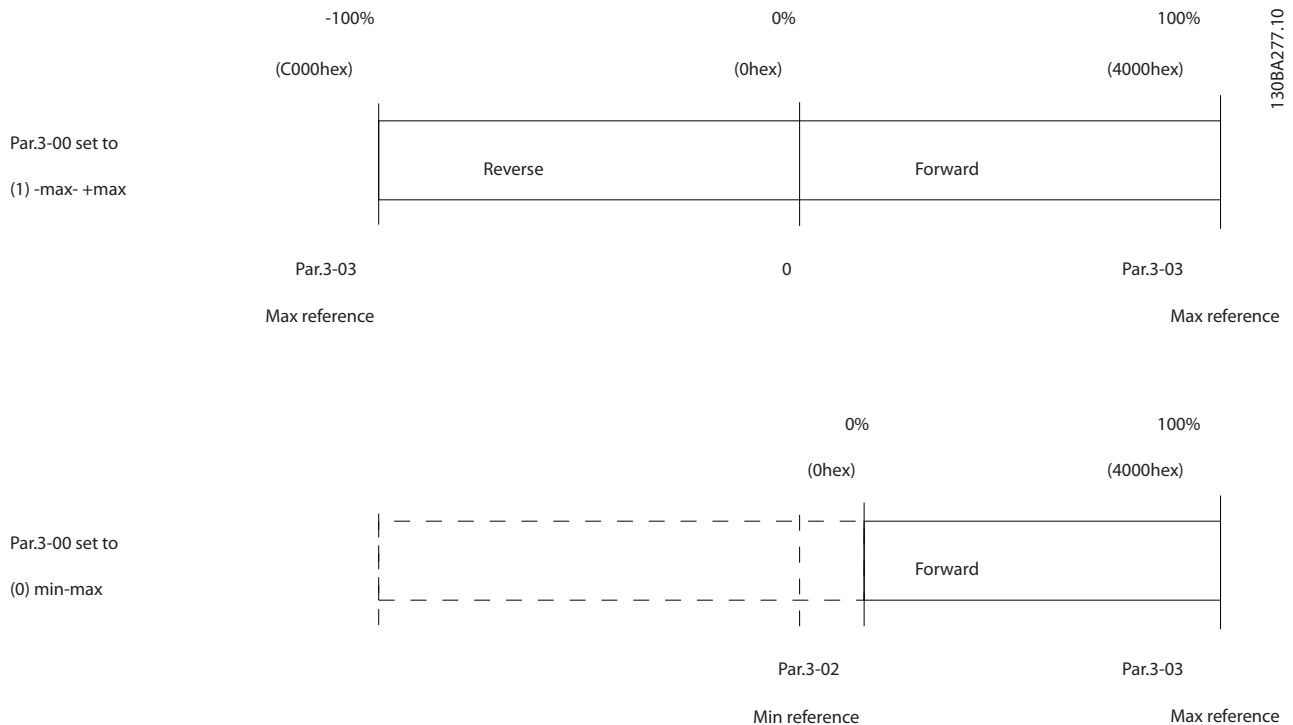 -100% 0% 100%
(C000hex) (0hex) (4000hex)
130BA277.10
Par.3-00 set to
(1) -max- +max
Reverse Forward
Par.3-03 0 Par.3-03
Max reference Max reference
0% 100%
(0hex) (4000hex)
Par.3-00 set to
(0) min-max
Forward
Par.3-02 Par.3-03
Min reference Max reference